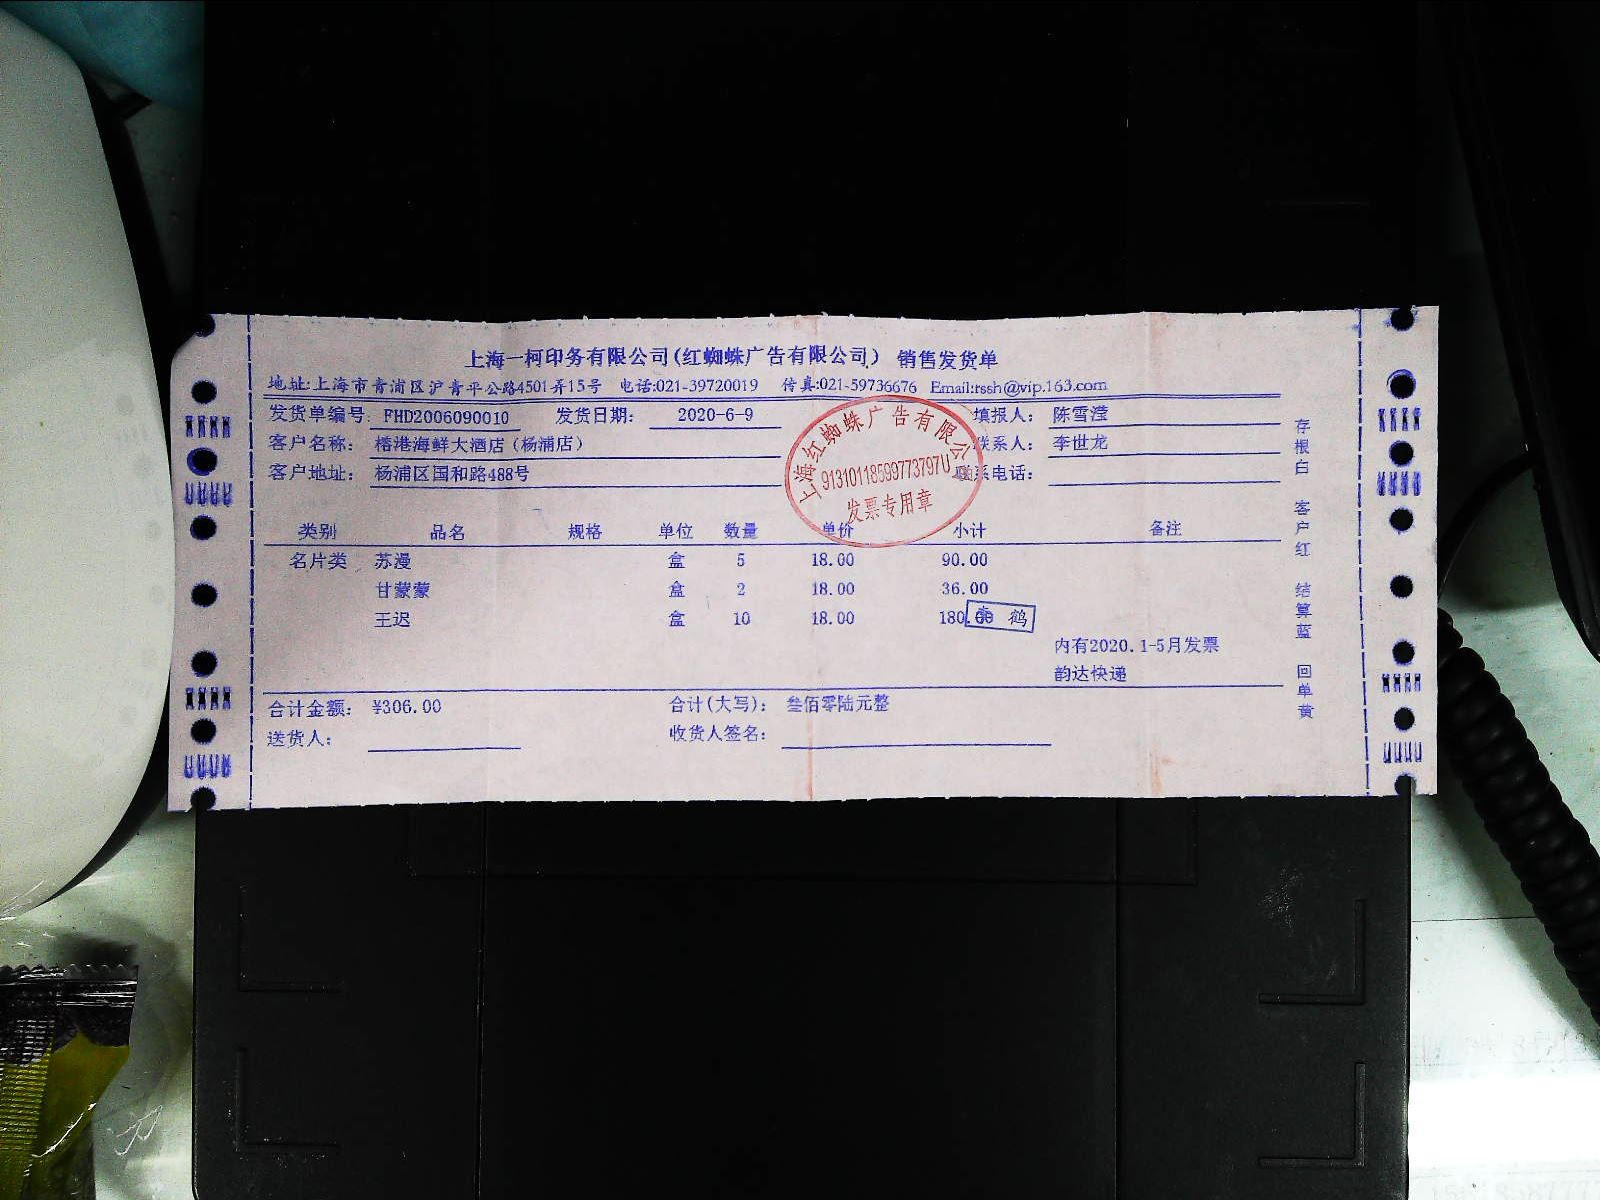 上海一柯印务有限公司(红蜘蛛广告有限公司) 销售发货单
地址:上海市青浦区沪青平公路4501弄15号 电话:021-39720019 传真:021-59736676 Email:rssh@vip.163.com
发货单编号: FHD2006090010 发货日期: 2020-6-9 填报人: 陈雪滢
客户名称: 榰港海鲜大酒店(杨浦店) 联系人: 李世龙
客户地址: 杨浦区国和路488号 联系电话:
上海红蜘蛛广告有限公司
91310118599773797U
发票专用章
类别 品名 规格 单位 数量 单价 小计 备注
名片类 苏漫 盒 5 18.00 90.00
甘蒙蒙 盒 2 18.00 36.00
王迟 盒 10 18.00 180.00
鹤
内有2020.1-5月发票
韵达快递
合计金额: ¥306.00 合计(大写): 叁佰零陆元整
送货人: 收货人签名:
存根白 客户红 结算蓝 回单黄